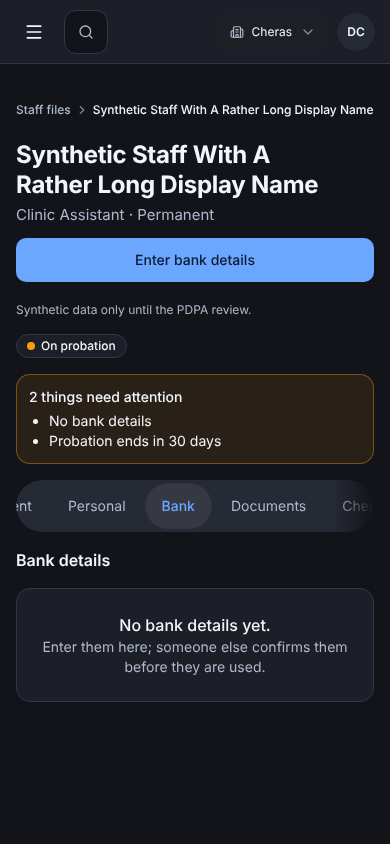 Cheras
DC
Staff files > Synthetic Staff With A Rather Long Display Name
Synthetic Staff With A
Rather Long Display Name
Clinic Assistant · Permanent
Enter bank details
Synthetic data only until the PDPA review.
On probation
2 things need attention
• No bank details
• Probation ends in 30 days
ent Personal Bank Documents Chec
Bank details
No bank details yet.
Enter them here; someone else confirms them
before they are used.